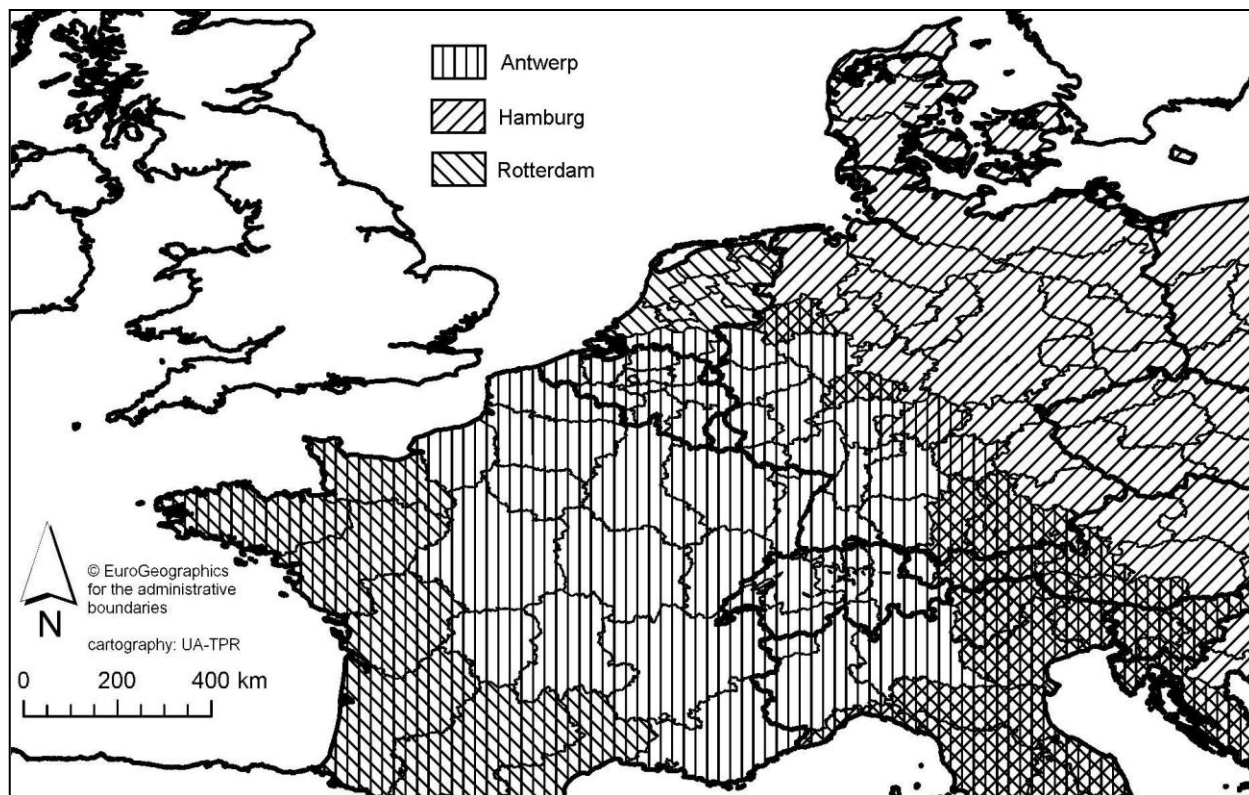 Antwerp
Hamburg
Rotterdam
© EuroGeographics
for the administrative
boundaries
N
cartography: UA-TPR
0 200 400 km